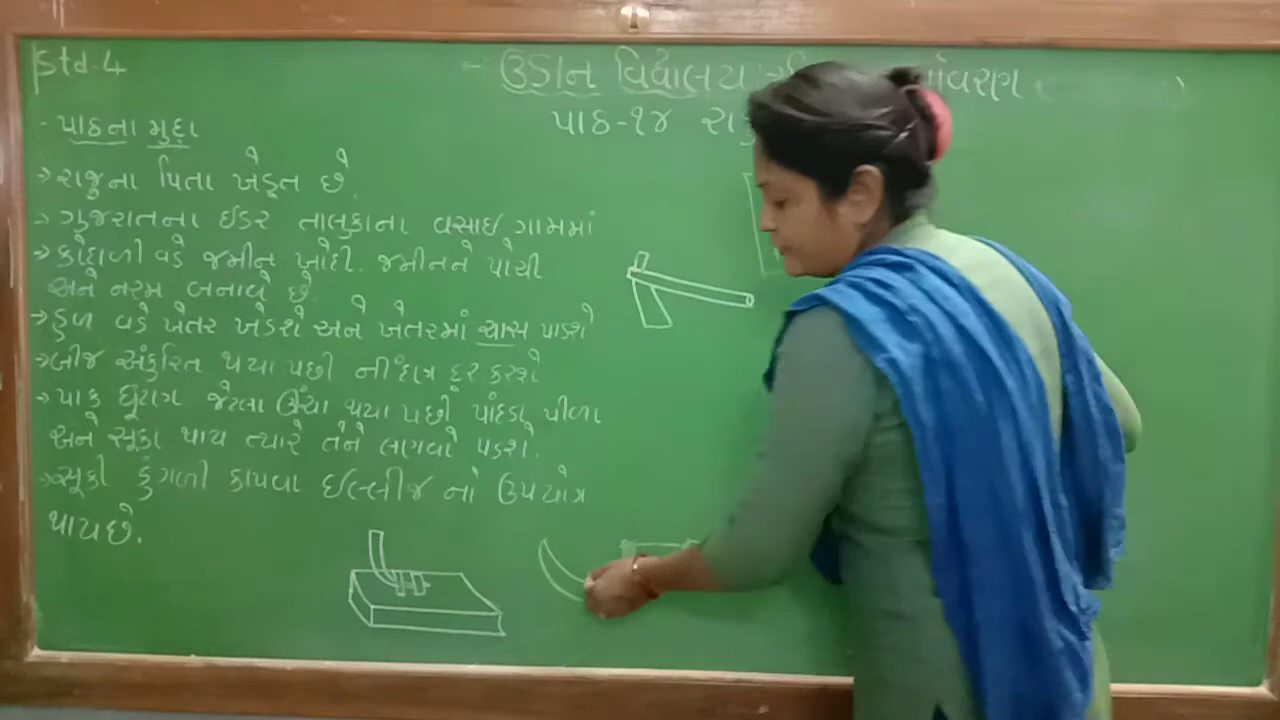 Std-4
- ઉડાન વિદ્યાલય
પાઠ-૧૪
- પાઠના મુદ્દા
→ રાજુના પિતા ખેડૂત છે.
→ ગુજરાતના ઈડર તાલુકાના વસાઈ ગામમાં
→ કોદાળી વડે જમીન ખોદી. જમીનને પોચી
અને નરમ બનાવે છે.
→ હળ વડે ખેતર ખેડશે અને ખેતરમાં ચાસ પાડશે
→ બીજ અંકુરિત થયા પછી નીંદણ દૂર કરશે
→ પાક ઘૂંટણ જેટલા ઊંચા થયા પછી પાંદડા પીળા
અને સૂકા થાય ત્યારે તેને લાગવો પડશે.
→ સૂકી ડુંગળી કાપવા ઈલ્લીજ નો ઉપયોગ
થાય છે.